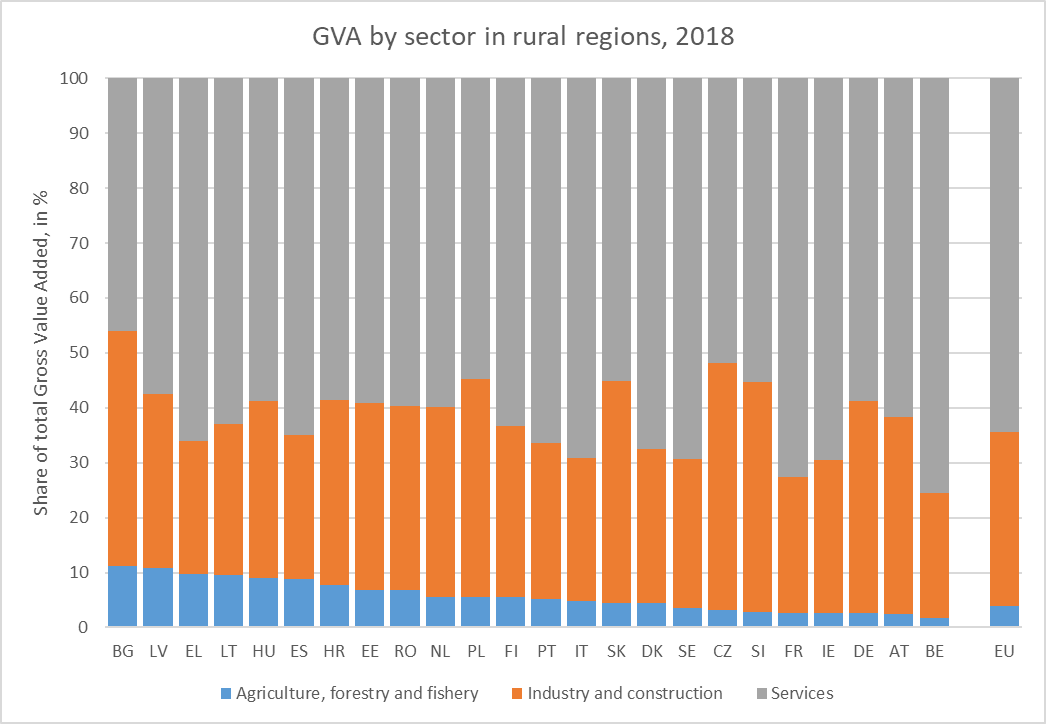 GVA by sector in rural regions, 2018
Share of total Gross Value Added, in %
100
90
80
70
60
50
40
30
20
10
0
BG LV EL LT HU ES HR EE RO NL PL FI PT IT SK DK SE CZ SI FR IE DE AT BE EU
Agriculture, forestry and fishery Industry and construction Services